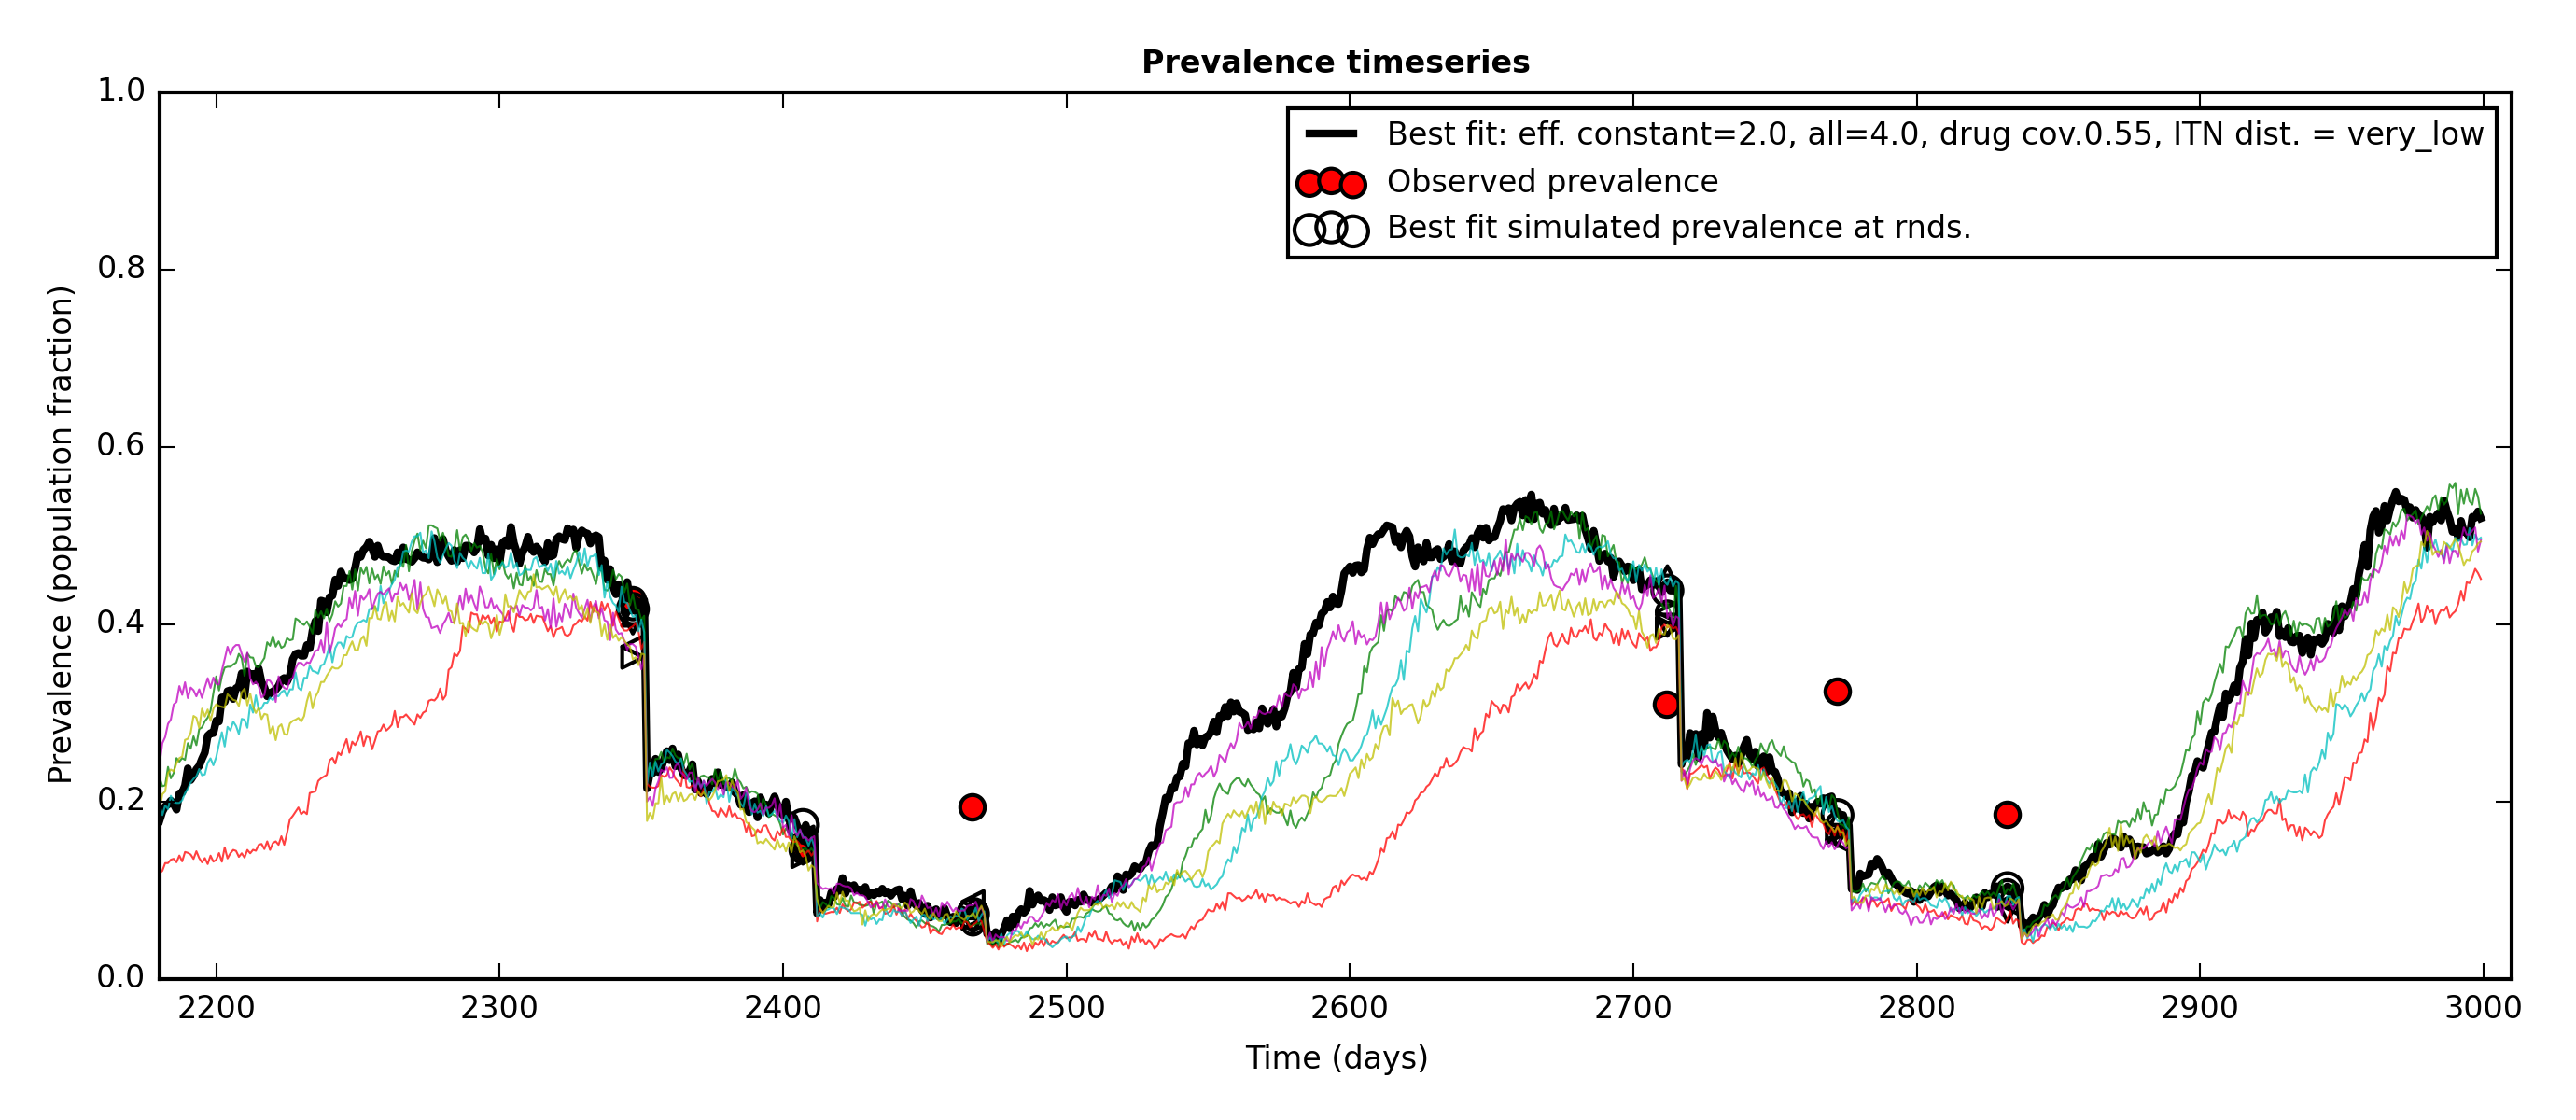 Prevalence timeseries
1.0
0.8
0.6
0.4
0.2
0.0
Prevalence (population fraction)
Best fit: eff. constant=2.0, all=4.0, drug cov.0.55, ITN dist. = very_low
Observed prevalence
Best fit simulated prevalence at rnds.
2200 2300 2400 2500 2600 2700 2800 2900 3000
Time (days)